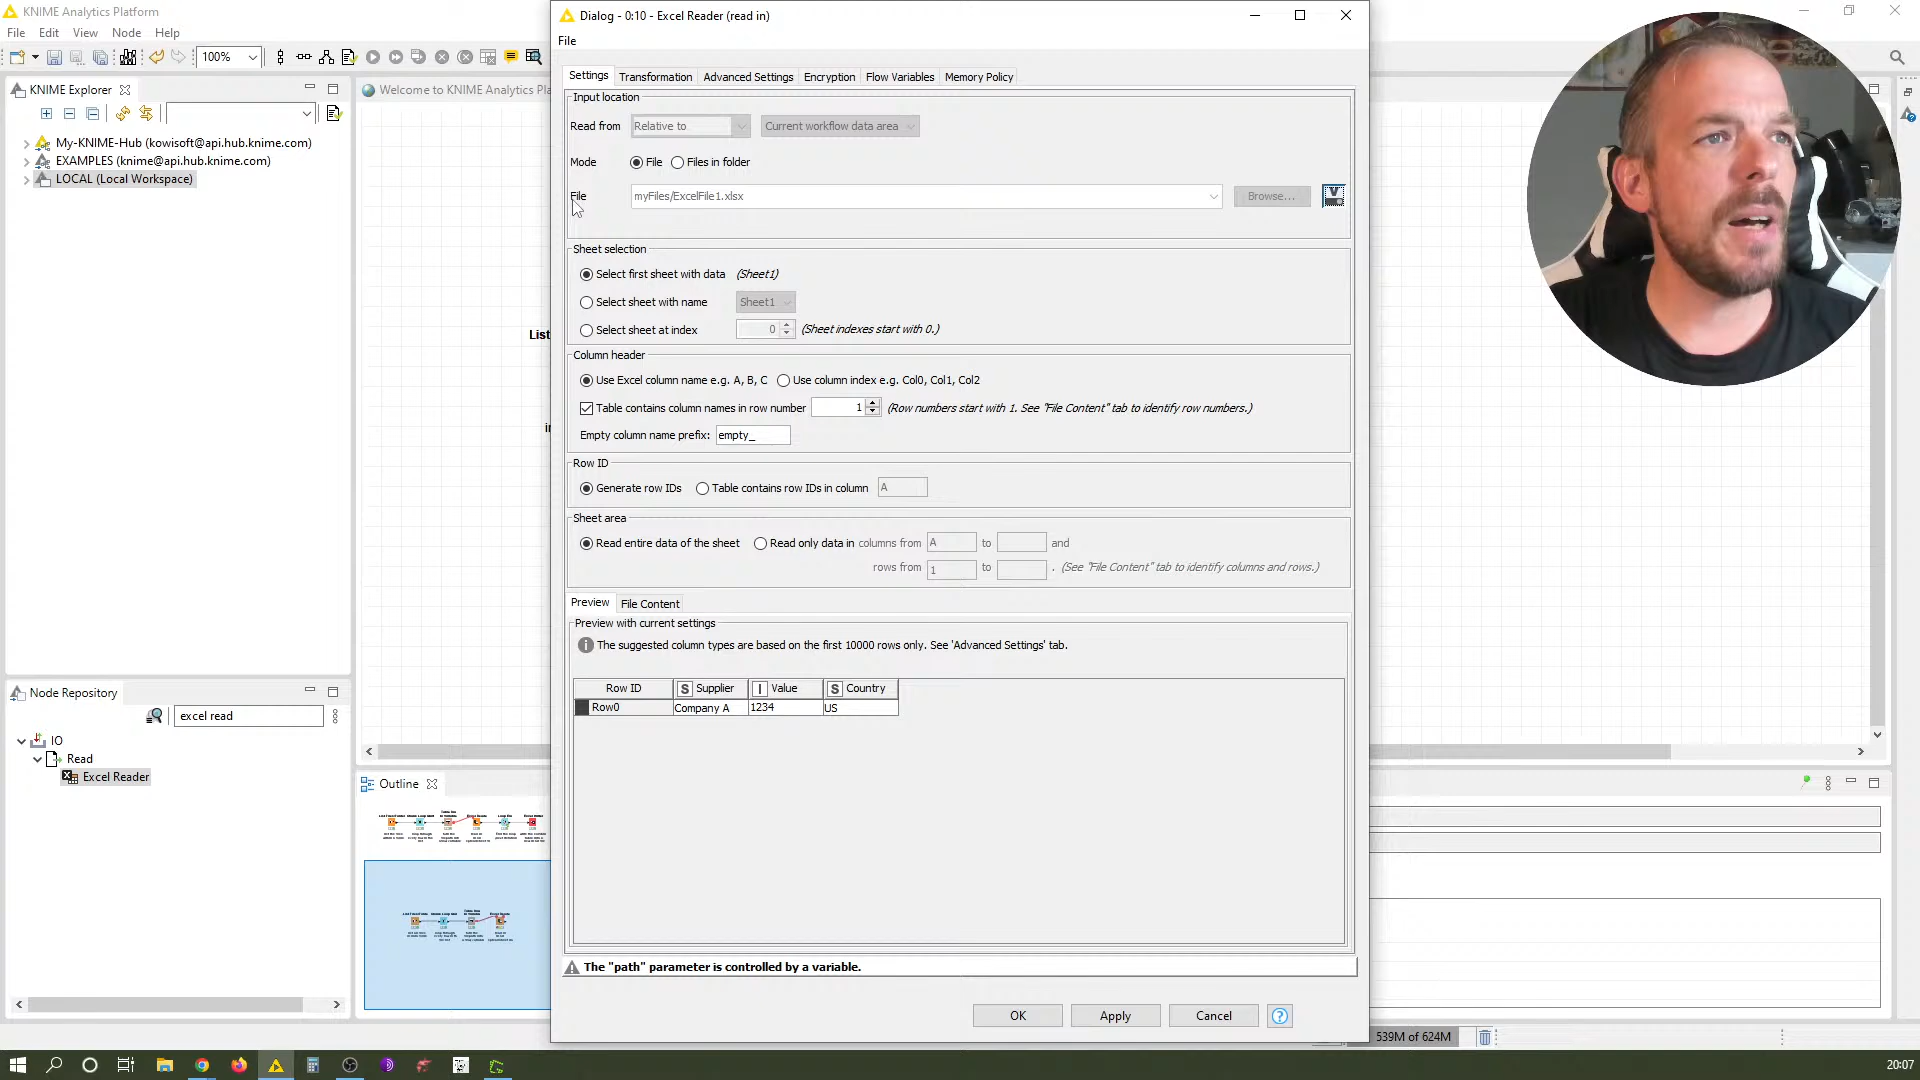 KNIME Analytics Platform
File Edit View Node Help
100%
KNIME Explorer
My-KNIME-Hub (kowisoft@api.hub.knime.com)
EXAMPLES (knime@api.hub.knime.com)
LOCAL (Local Workspace)
Node Repository
excel read
IO
Read
Excel Reader
Welcome to KNIME Analytics Pla
List
in
Outline
Dialog - 0:10 - Excel Reader (read in)
File
Settings Transformation Advanced Settings Encryption Flow Variables Memory Policy
Input location
Read from Relative to Current workflow data area
Mode File Files in folder
File myFiles/ExcelFile1.xlsx Browse... V
Sheet selection
Select first sheet with data (Sheet1)
Select sheet with name Sheet1
Select sheet at index 0 (Sheet indexes start with 0.)
Column header
Use Excel column name e.g. A, B, C Use column index e.g. Col0, Col1, Col2
Table contains column names in row number 1 (Row numbers start with 1. See "File Content" tab to identify row numbers.)
Empty column name prefix: empty_
Row ID
Generate row IDs Table contains row IDs in column A
Sheet area
Read entire data of the sheet Read only data in columns from A to and
rows from 1 to . (See "File Content" tab to identify columns and rows.)
Preview File Content
Preview with current settings
The suggested column types are based on the first 10000 rows only. See 'Advanced Settings' tab.
Row ID S Supplier I Value S Country
Row0 Company A 1234 US
The "path" parameter is controlled by a variable.
OK Apply Cancel ?
539M of 624M
20:07